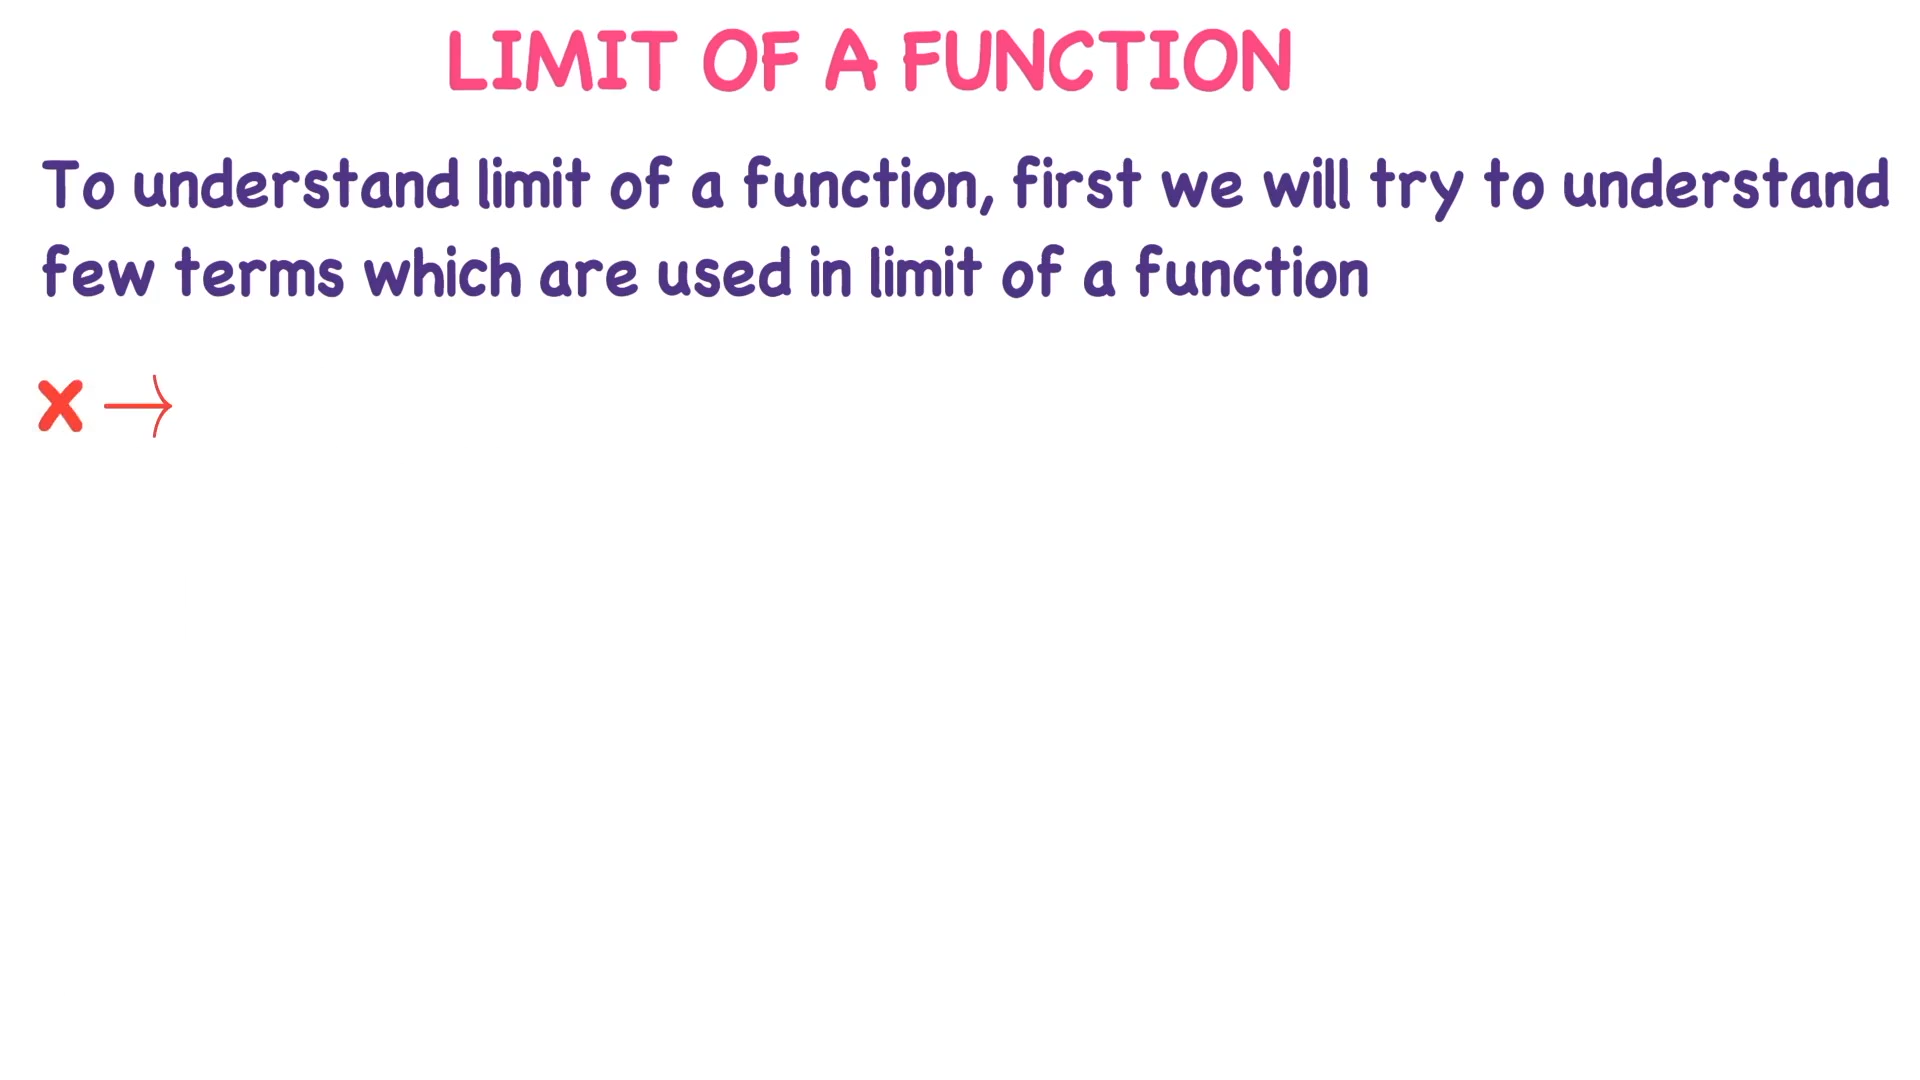 LIMIT OF A FUNCTION
To understand limit of a function, first we will try to understand
few terms which are used in limit of a function
x →